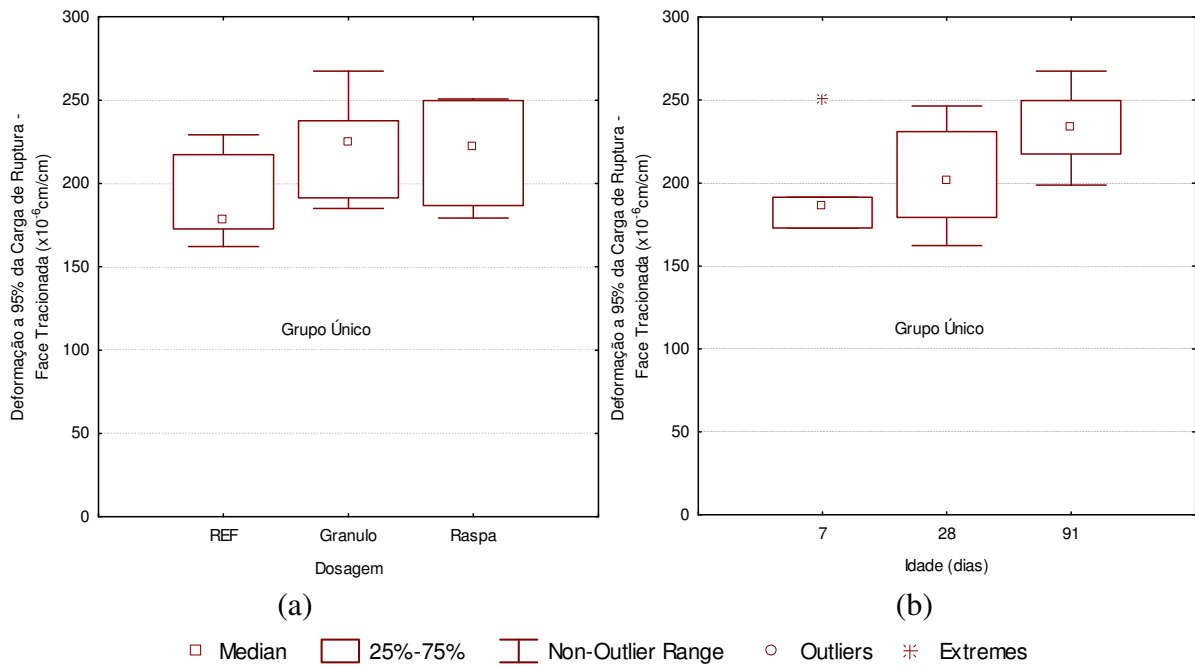 300
250
200
150
100
50
0
Deformação a 95% da Carga de Ruptura -
Face Tracionada (x10⁻⁶cm/cm)
Grupo Único
REF Granulo Raspa
Dosagem
(a)
300
250
200
150
100
50
0
Deformação a 95% da Carga de Ruptura -
Face Tracionada (x10⁻⁶cm/cm)
Grupo Único
7 28 91
Idade (dias)
(b)
Median 25%-75% Non-Outlier Range Outliers Extremes